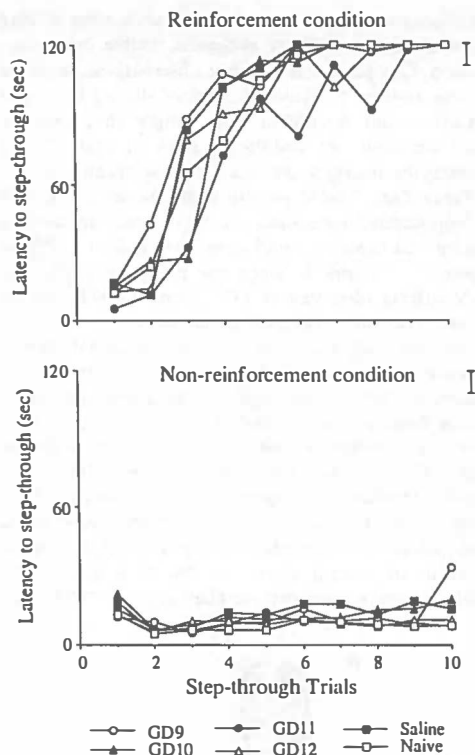 Reinforcement condition
Latency to step-through (sec)
120
60
0
Non-reinforcement condition
Latency to step-through (sec)
120
60
0
0 2 4 6 8 10
Step-through Trials
GD9 GD11 Saline
GD10 GD12 Naive